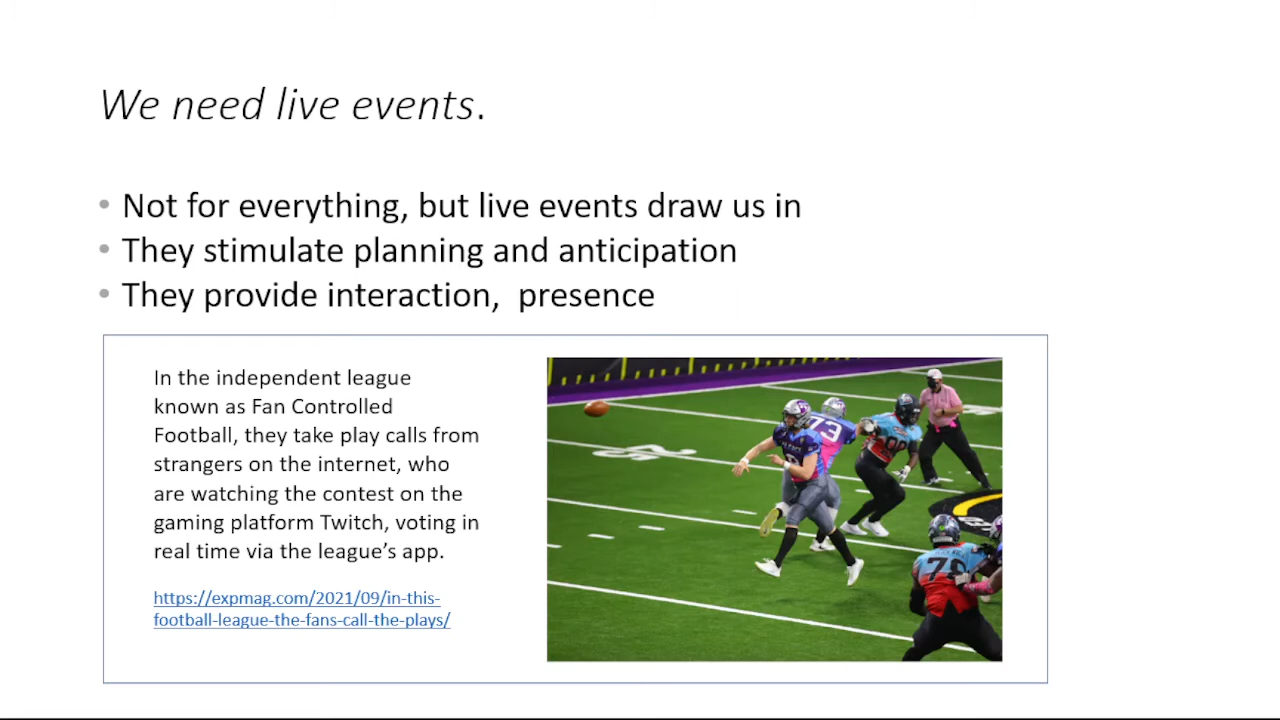 We need live events.
• Not for everything, but live events draw us in
• They stimulate planning and anticipation
• They provide interaction,  presence
In the independent league
known as Fan Controlled
Football, they take play calls from
strangers on the internet, who
are watching the contest on the
gaming platform Twitch, voting in
real time via the league’s app.
https://expmag.com/2021/09/in-this-
football-league-the-fans-call-the-plays/
73